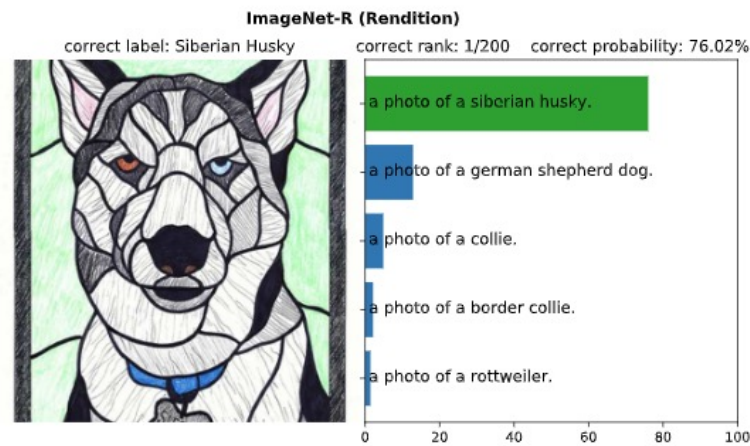 ImageNet-R (Rendition)
correct label: Siberian Husky correct rank: 1/200 correct probability: 76.02%
a photo of a siberian husky.
a photo of a german shepherd dog.
a photo of a collie.
a photo of a border collie.
a photo of a rottweiler.
0 20 40 60 80 100